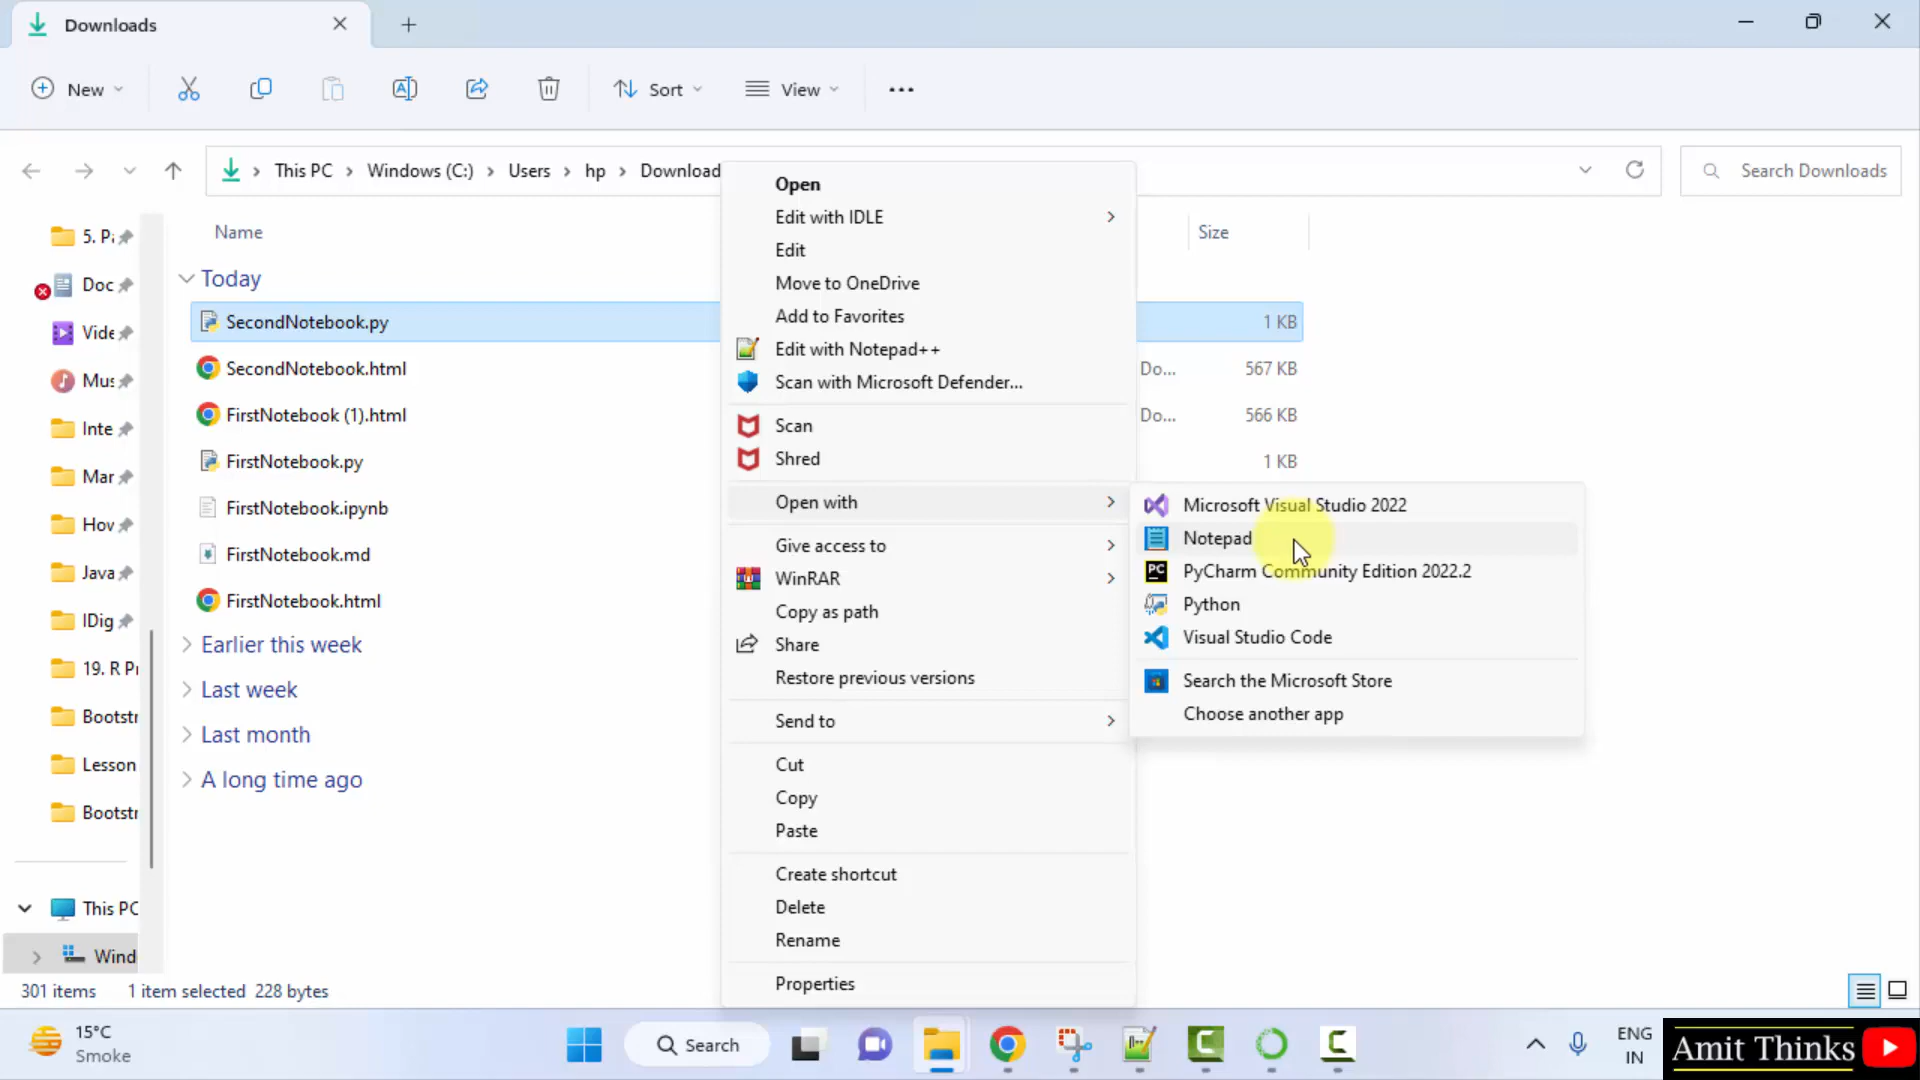 Downloads
New
Sort
View
This PC
Windows (C:)
Users
hp
Download
Search Downloads
Name
Size
5. Pa
Doc
Vide
Mus
Inte
Mar
Hov
Java
IDig
19. R Pr
Bootstr
Lesson
Bootstr
This PC
Wind
Today
SecondNotebook.py
1 KB
SecondNotebook.html
Do...
567 KB
FirstNotebook (1).html
Do...
566 KB
FirstNotebook.py
1 KB
FirstNotebook.ipynb
FirstNotebook.md
FirstNotebook.html
Earlier this week
Last week
Last month
A long time ago
Open
Edit with IDLE
Edit
Move to OneDrive
Add to Favorites
Edit with Notepad++
Scan with Microsoft Defender...
Scan
Shred
Open with
Give access to
WinRAR
Copy as path
Share
Restore previous versions
Send to
Cut
Copy
Paste
Create shortcut
Delete
Rename
Properties
Microsoft Visual Studio 2022
Notepad
PC
PyCharm Community Edition 2022.2
Python
Visual Studio Code
Search the Microsoft Store
Choose another app
301 items
1 item selected 228 bytes
15°C
Smoke
Search
ENG
IN
Amit Thinks